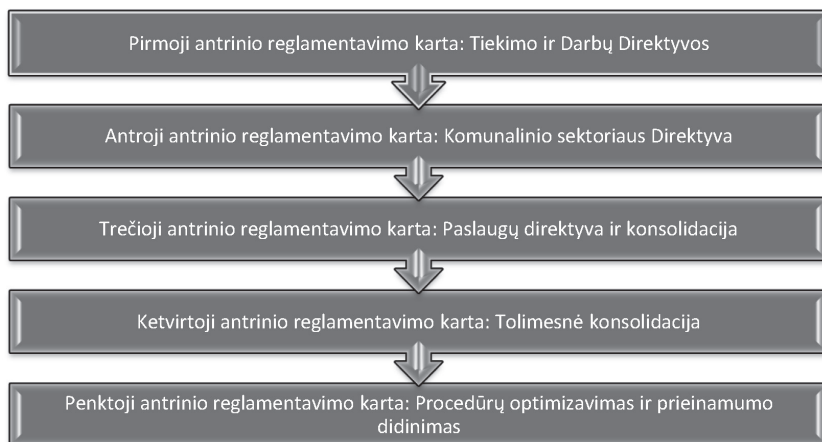 Pirmoji antrinio reglamentavimo karta: Tiekimo ir Darbų Direktyvos
Antroji antrinio reglamentavimo karta: Komunalinio sektoriaus Direktyva
Trečioji antrinio reglamentavimo karta: Paslaugų direktyva ir konsolidacija
Ketvirtoji antrinio reglamentavimo karta: Tolimesnė konsolidacija
Penktoji antrinio reglamentavimo karta: Procedūrų optimizavimas ir prieinamumo
didinimas